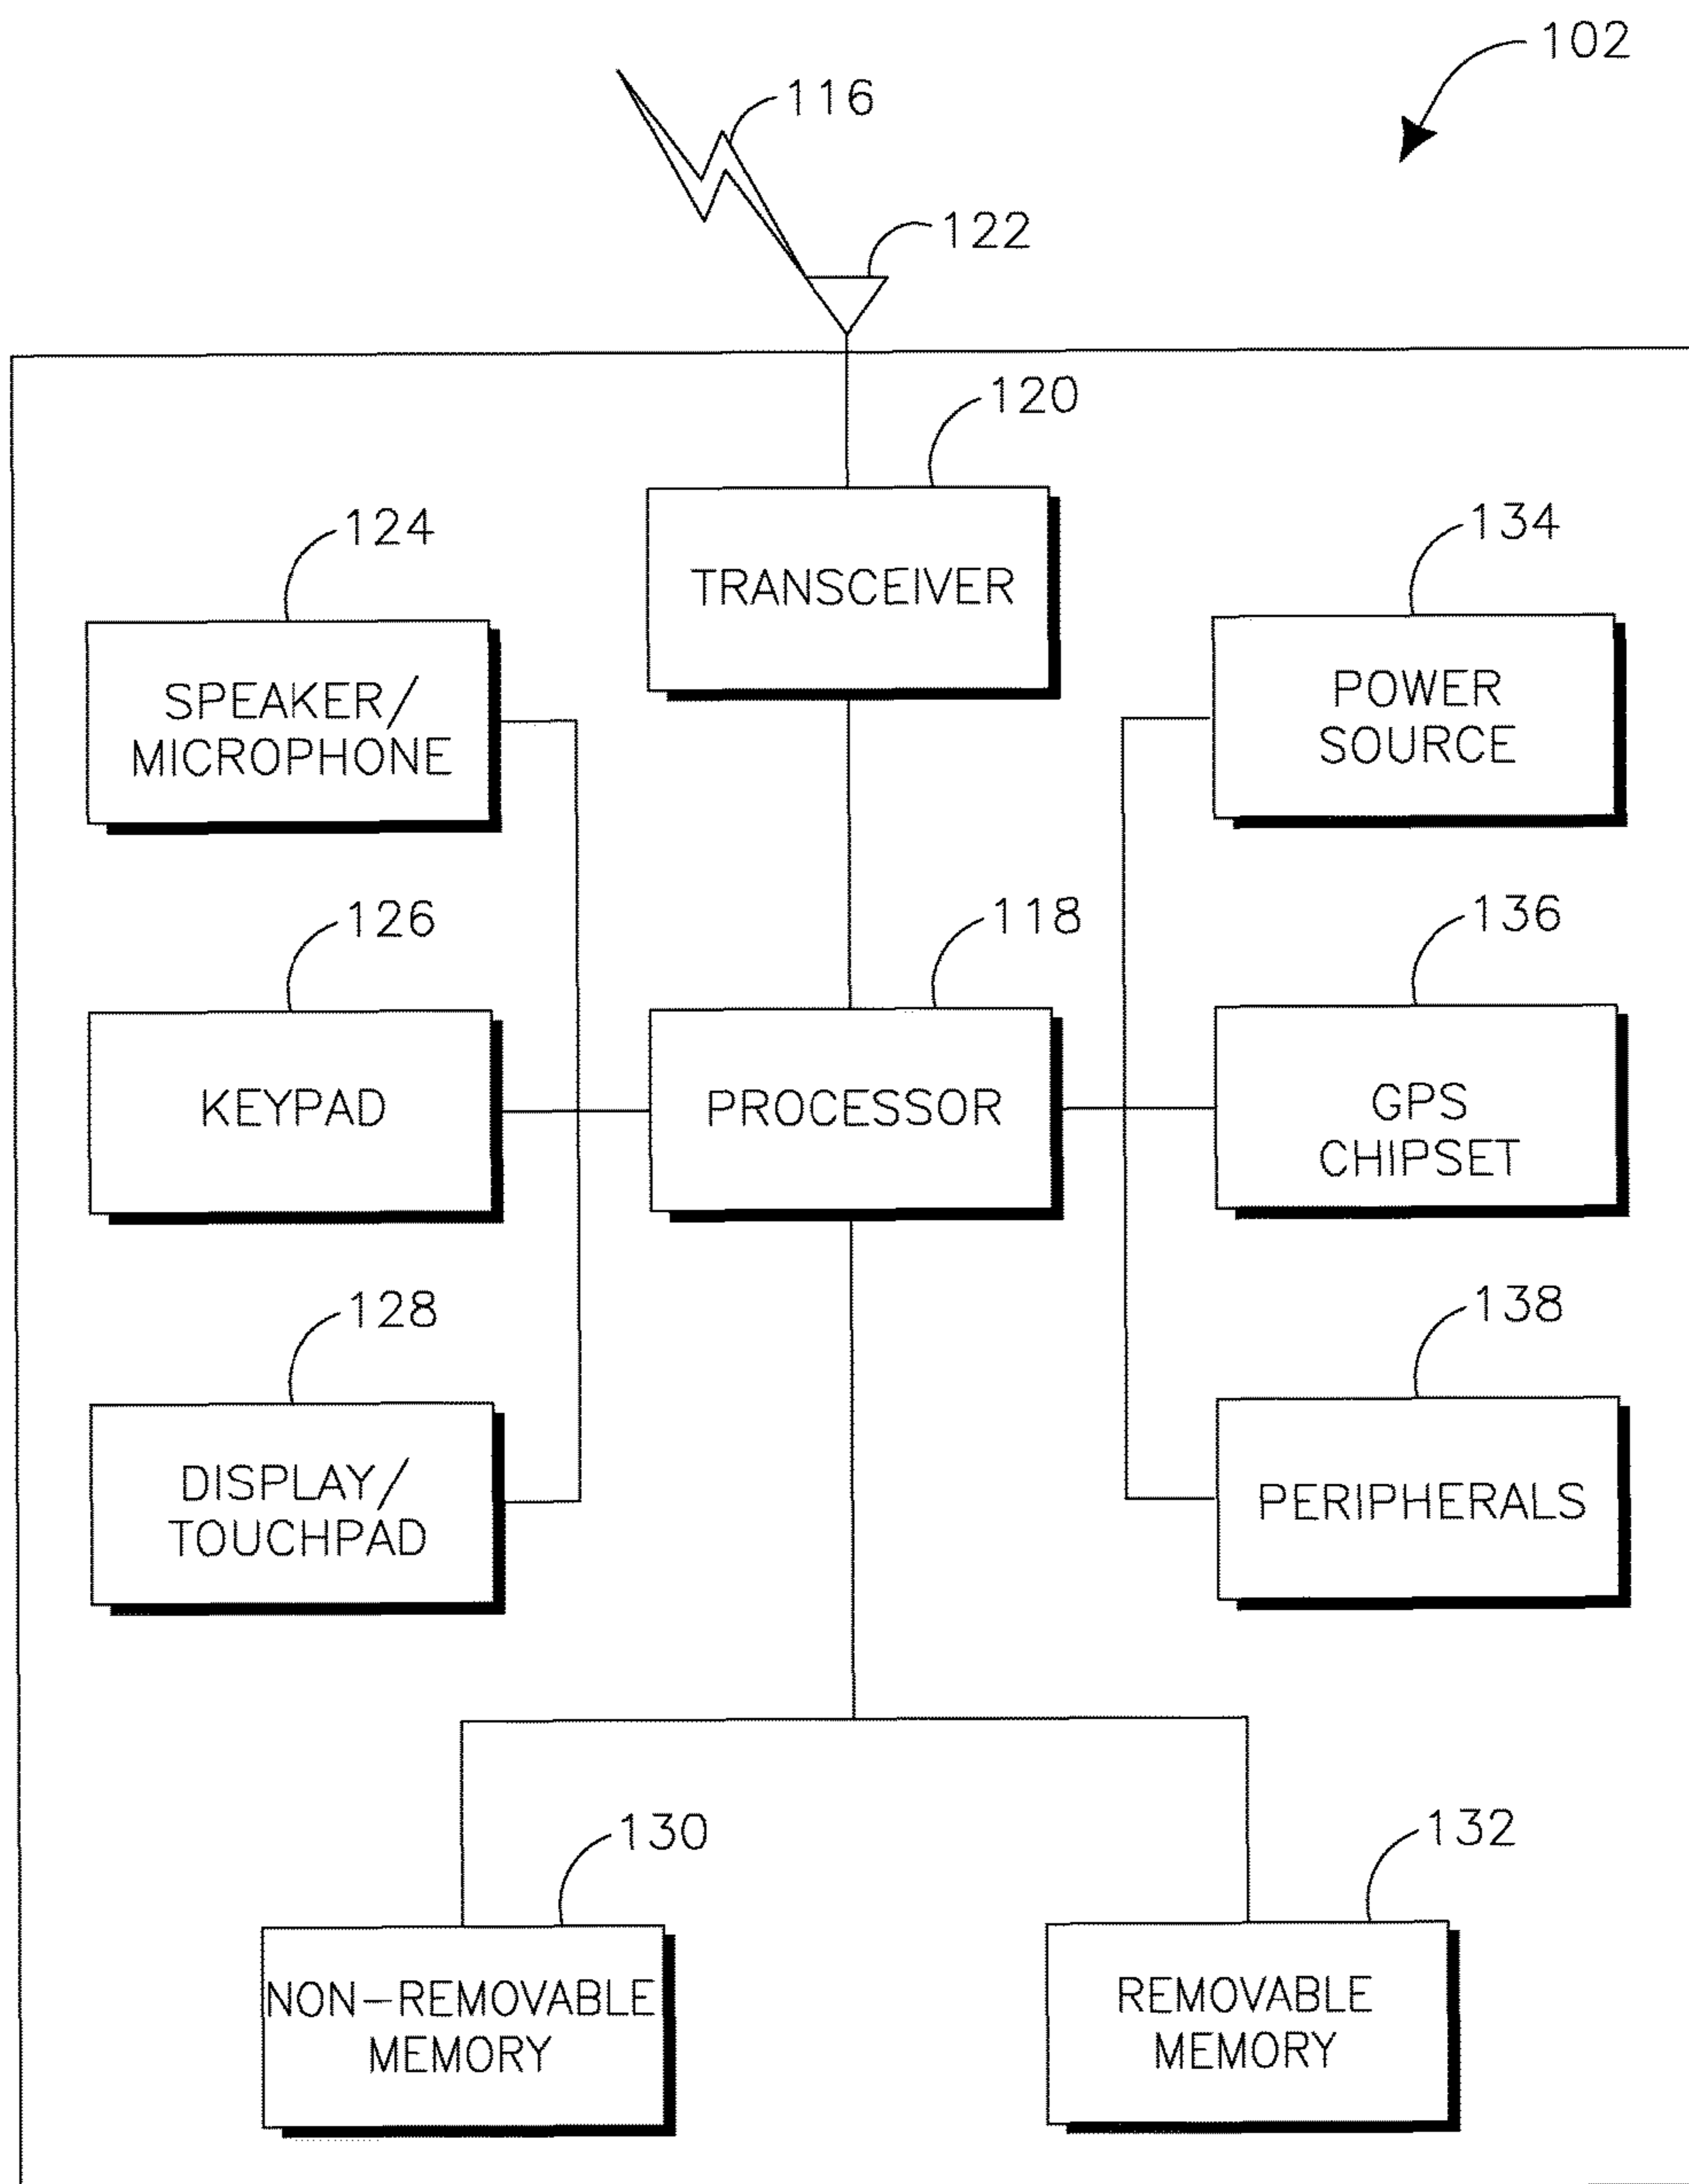 102
116
122
120
124
134
TRANSCEIVER
SPEAKER/
MICROPHONE
POWER
SOURCE
126
118
136
KEYPAD
PROCESSOR
GPS
CHIPSET
128
138
DISPLAY/
TOUCHPAD
PERIPHERALS
130
132
NON-REMOVABLE
MEMORY
REMOVABLE
MEMORY